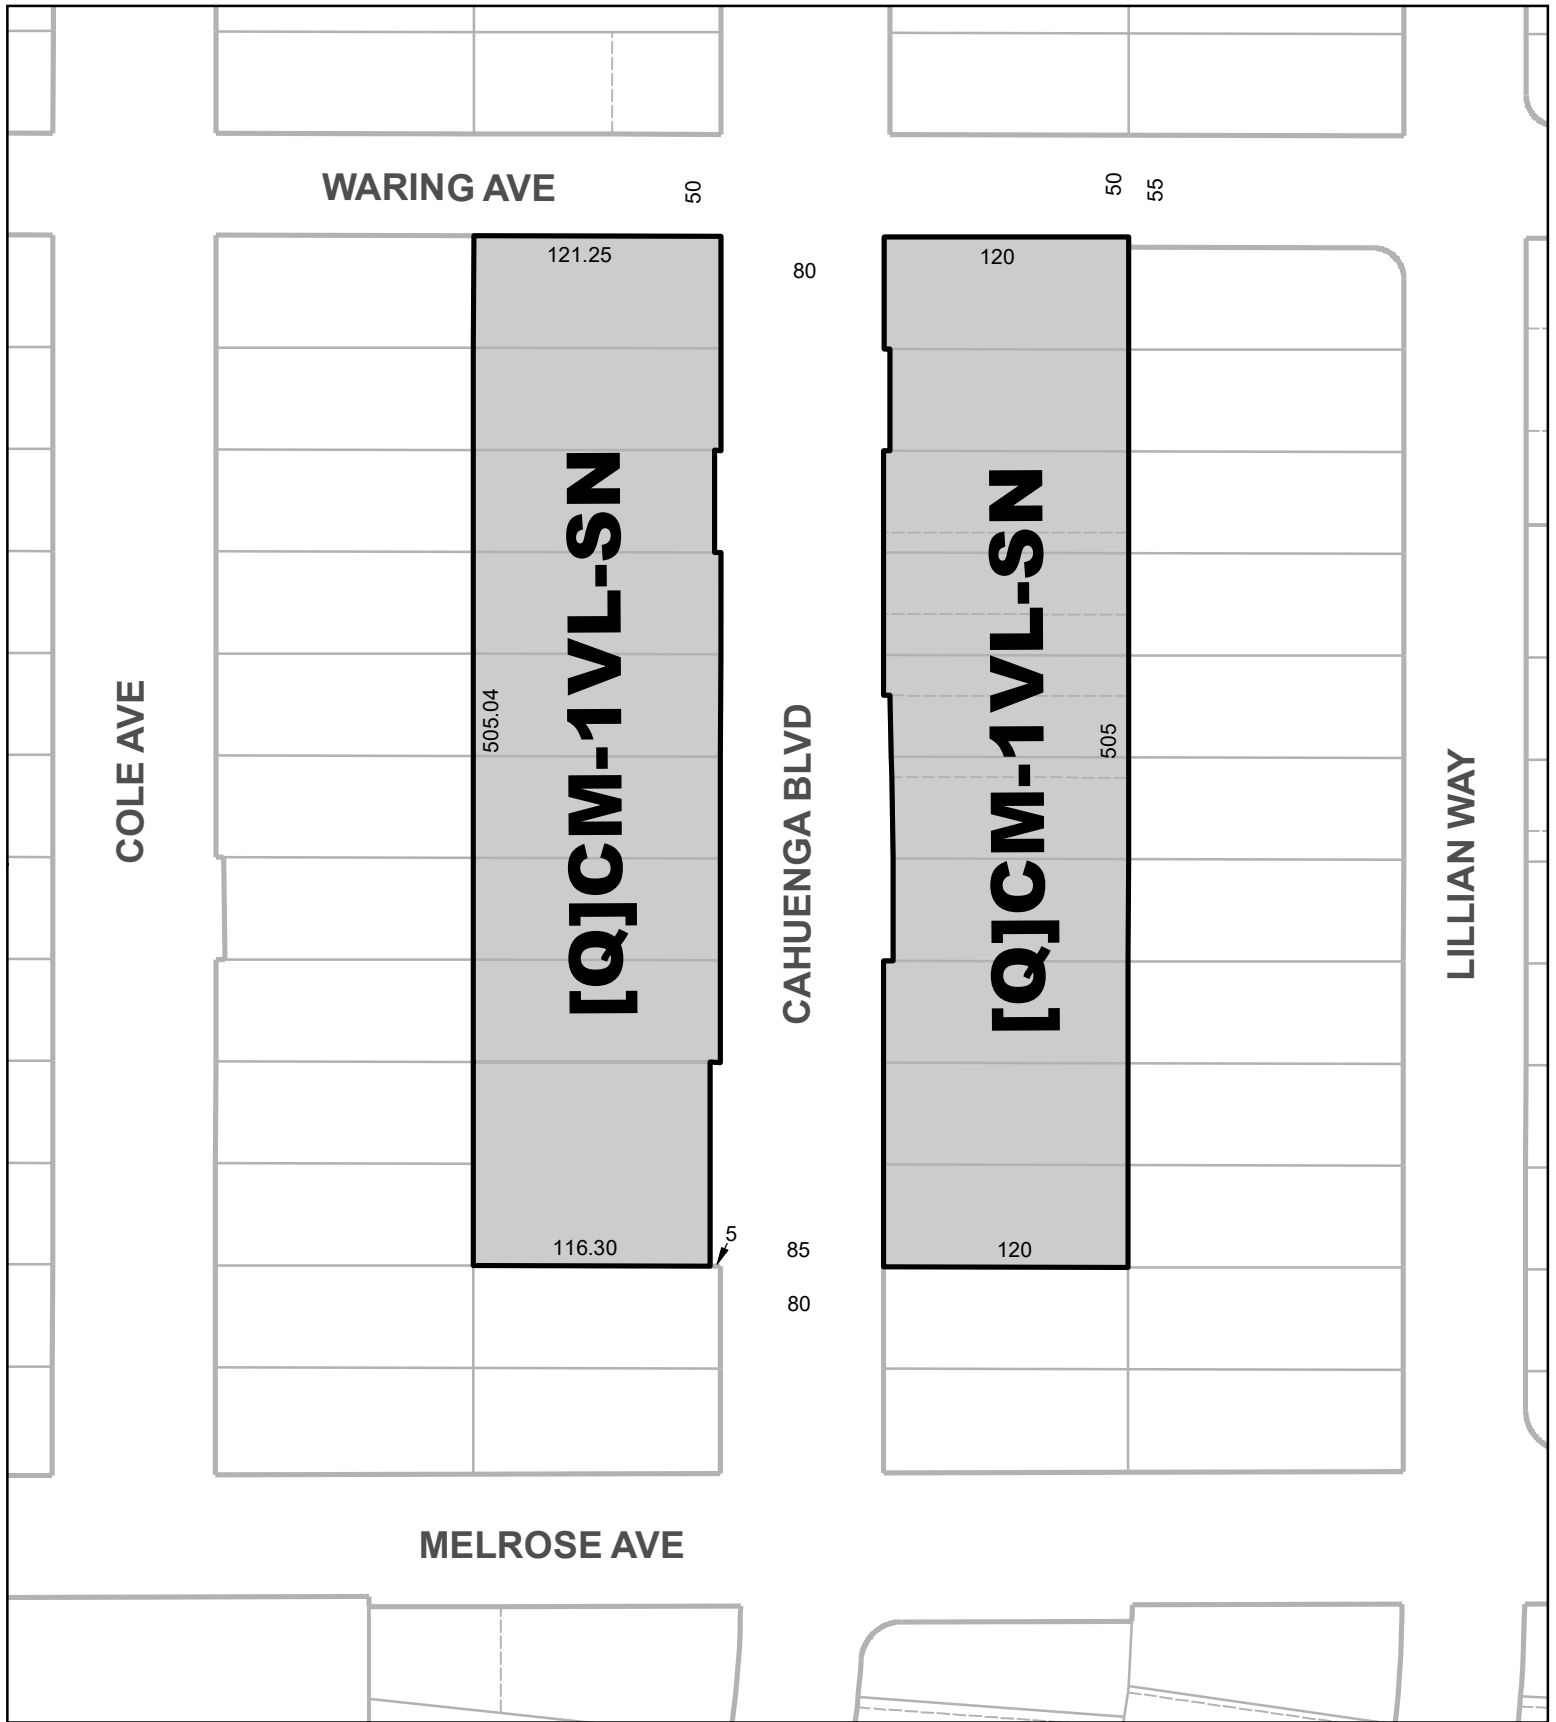 WARING AVE
50
50
55
121.25
80
120
[Q]CM-1VL-SN
[Q]CM-1VL-SN
505.04
505
COLE AVE
CAHUENGA BLVD
LILLIAN WAY
116.30
5
85
120
80
MELROSE AVE